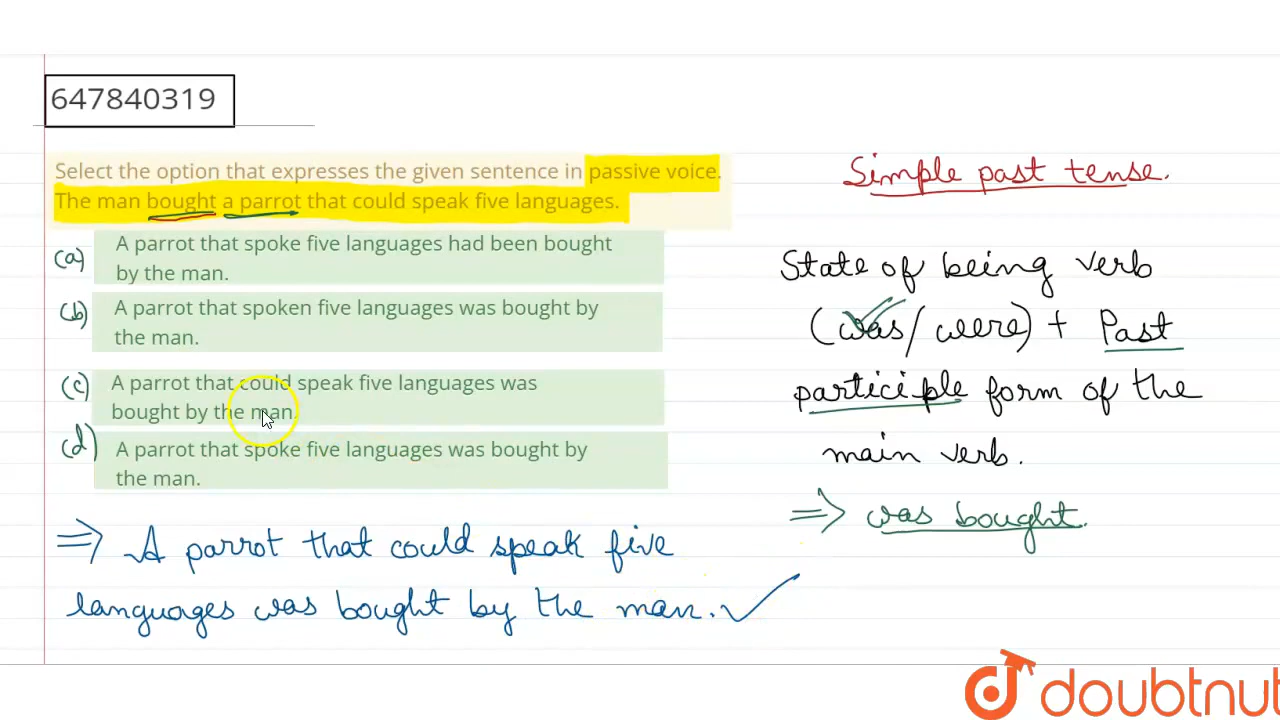 647840319
Select the option that expresses the given sentence in passive voice.
The man bought a parrot that could speak five languages.
(a) A parrot that spoke five languages had been bought
by the man.
(b) A parrot that spoken five languages was bought by
the man.
(c) A parrot that could speak five languages was
bought by the man.
(d) A parrot that spoke five languages was bought by
the man.
⇒ A parrot that could speak five
languages was bought by the man. ✓
Simple past tense.
State of being verb
(was/were) + Past
participle form of the
main verb.
⇒ was bought.
doubtnut